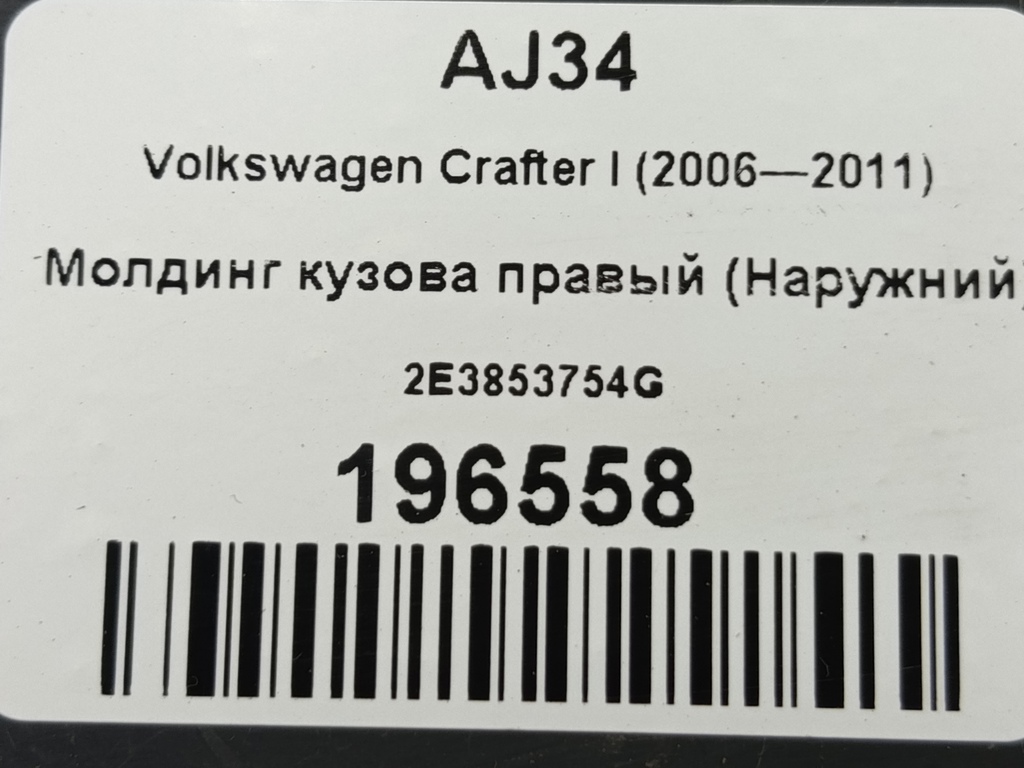 AJ34
Volkswagen Crafter I (2006—2011)
Молдинг кузова правый (Наружний)
2E3853754G
196558